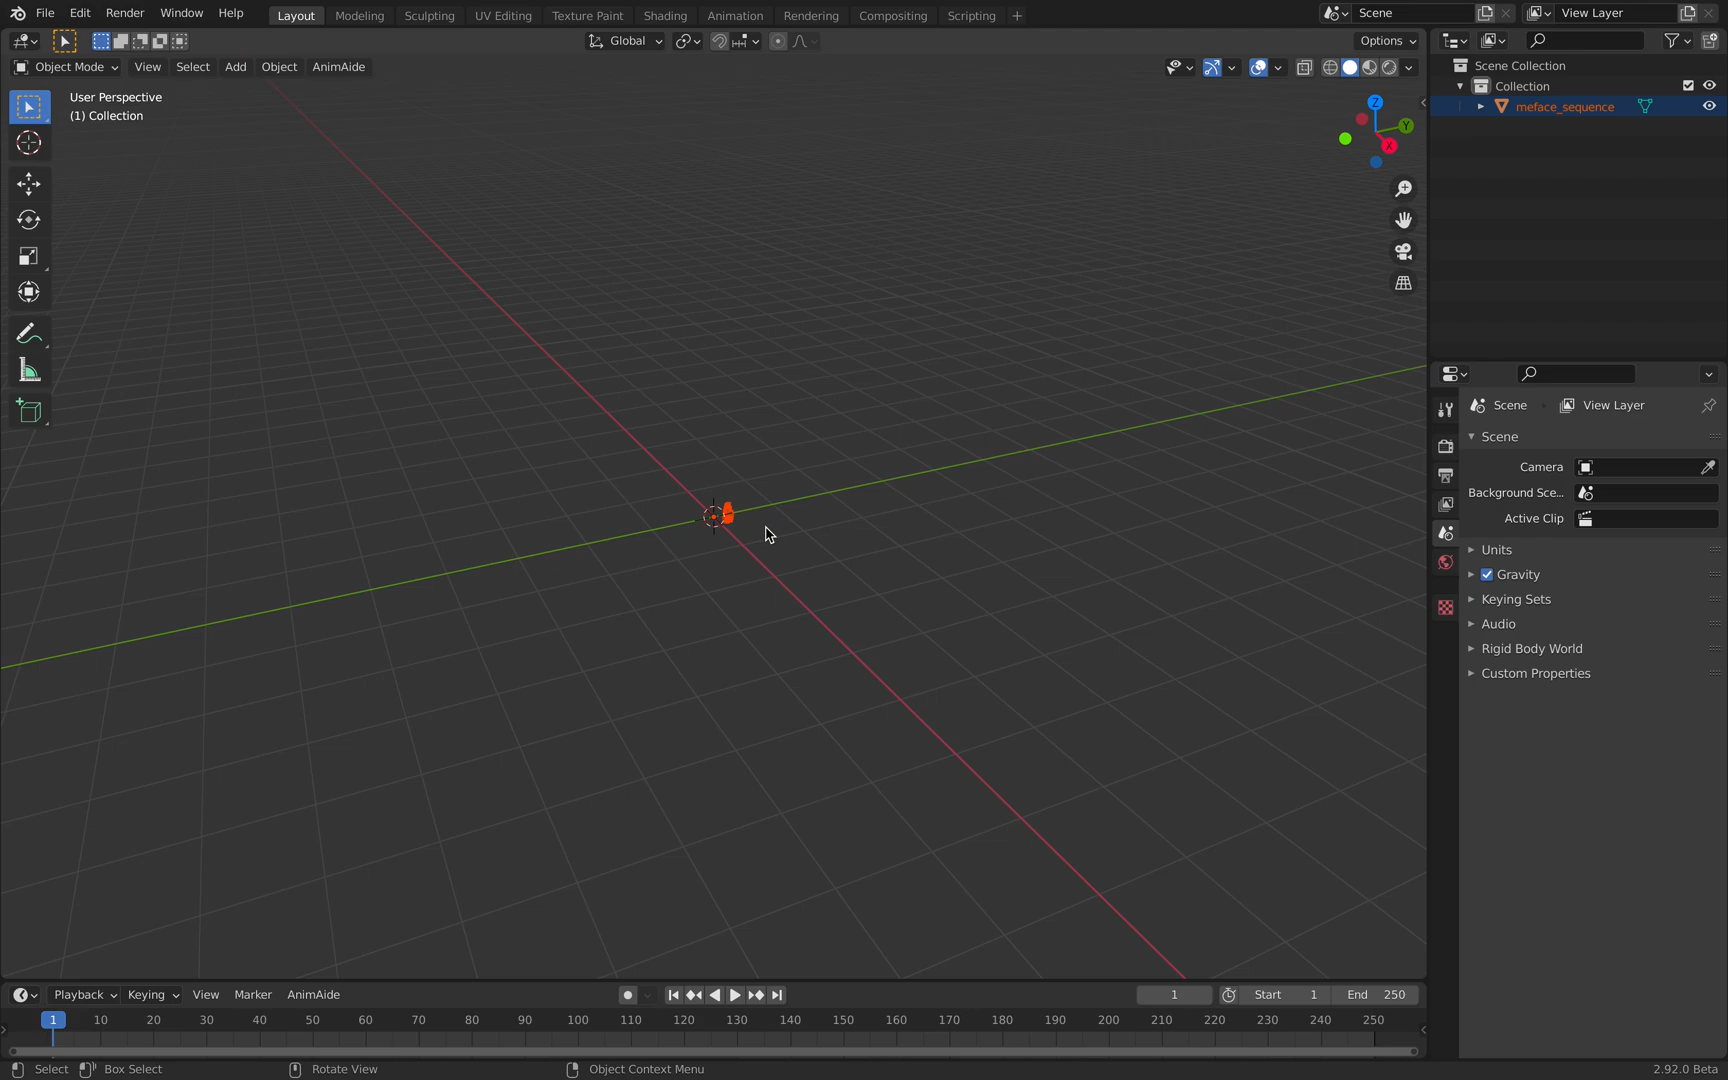 File Edit Render Window Help Layout Modeling Sculpting UV Editing Texture Paint Shading Animation Rendering Compositing Scripting + Scene View Layer
Global Options
Object Mode View Select Add Object AnimAide
User Perspective
(1) Collection
Z
Y
X
Scene Collection
Collection
meface_sequence
Scene View Layer
Scene
Camera
Background Sce...
Active Clip
Units
Gravity
Keying Sets
Audio
Rigid Body World
Custom Properties
Playback Keying View Marker AnimAide 1 Start 1 End 250
1 10 20 30 40 50 60 70 80 90 100 110 120 130 140 150 160 170 180 190 200 210 220 230 240 250
Select Box Select Rotate View Object Context Menu 2.92.0 Beta